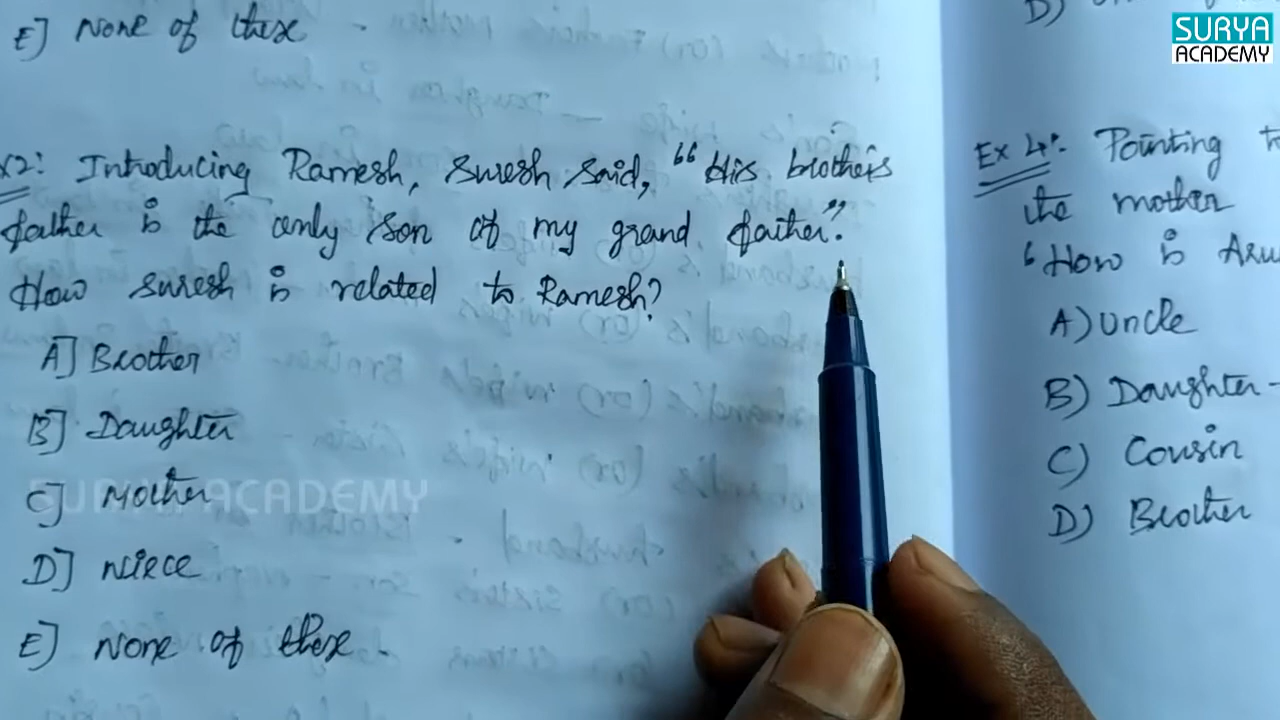 E] None of these
SURYA
ACADEMY
x2: Introducing Ramesh, Suresh Said, "His brother's
father is the only son of my grand father".
How Suresh is related to Ramesh?
A] Brother
B] Daughter
C] Mother
D] Niece
E] None of these.
SURYA ACADEMY
D)
Ex 4: Pointing to
the mother
"How is Aru
A) Uncle
B) Daughter -
C) Cousin
D) Brother